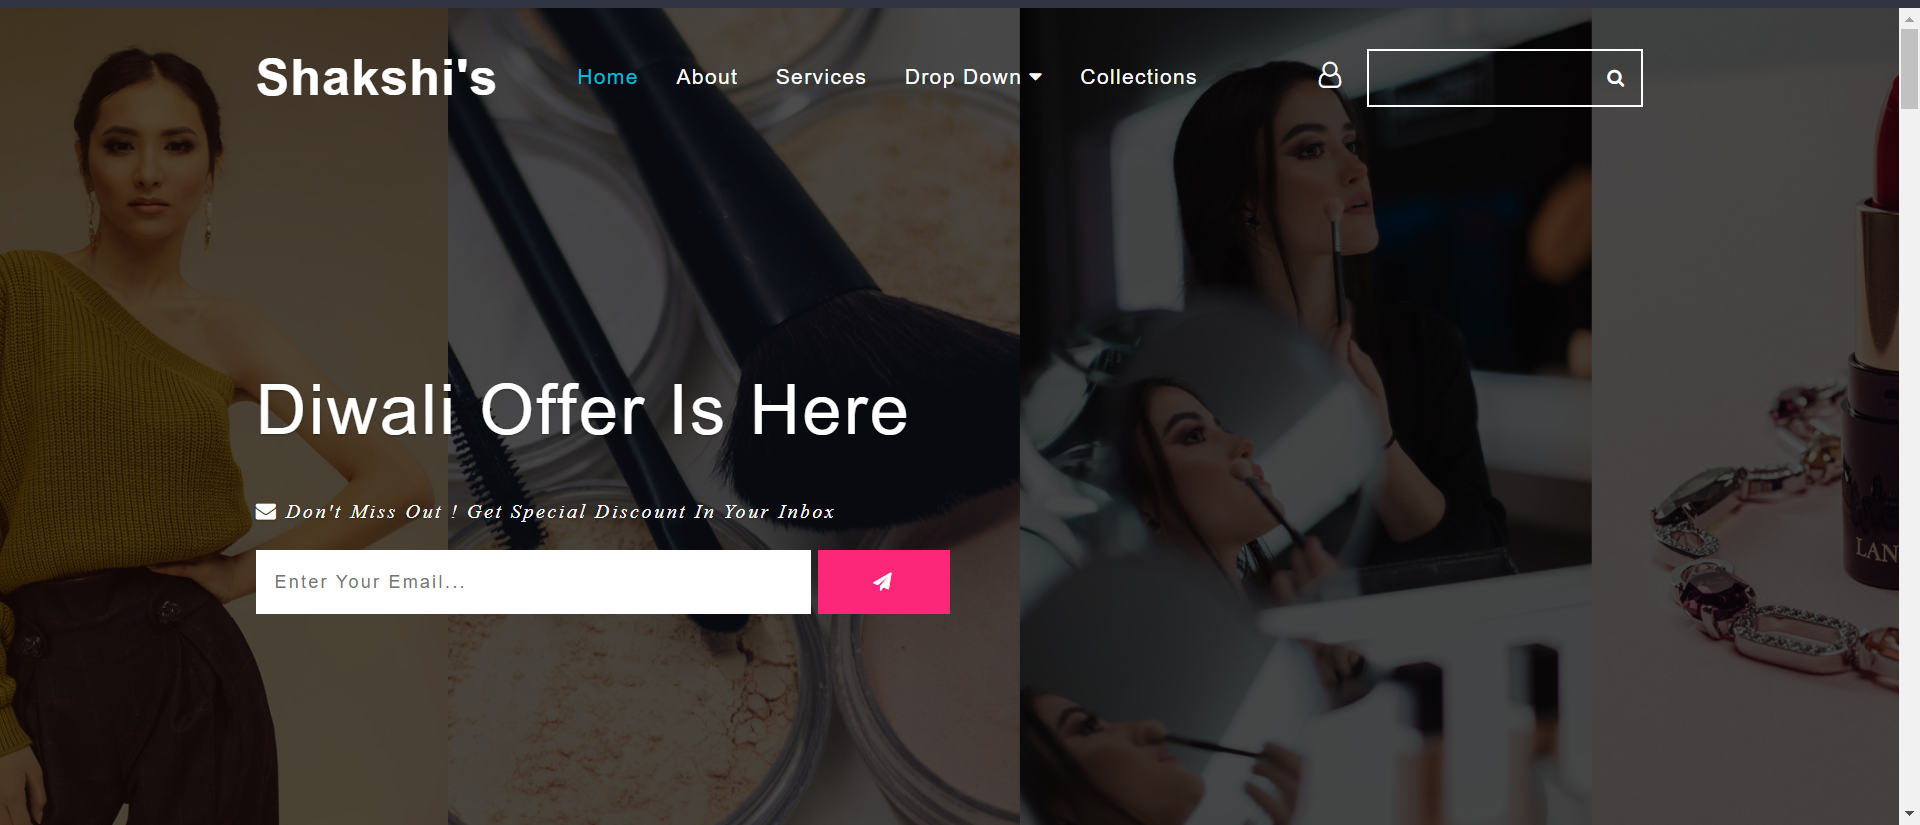 Shakshi's
Home About Services Drop Down Collections
Diwali Offer Is Here
Don't Miss Out ! Get Special Discount In Your Inbox
Enter Your Email...
LAN